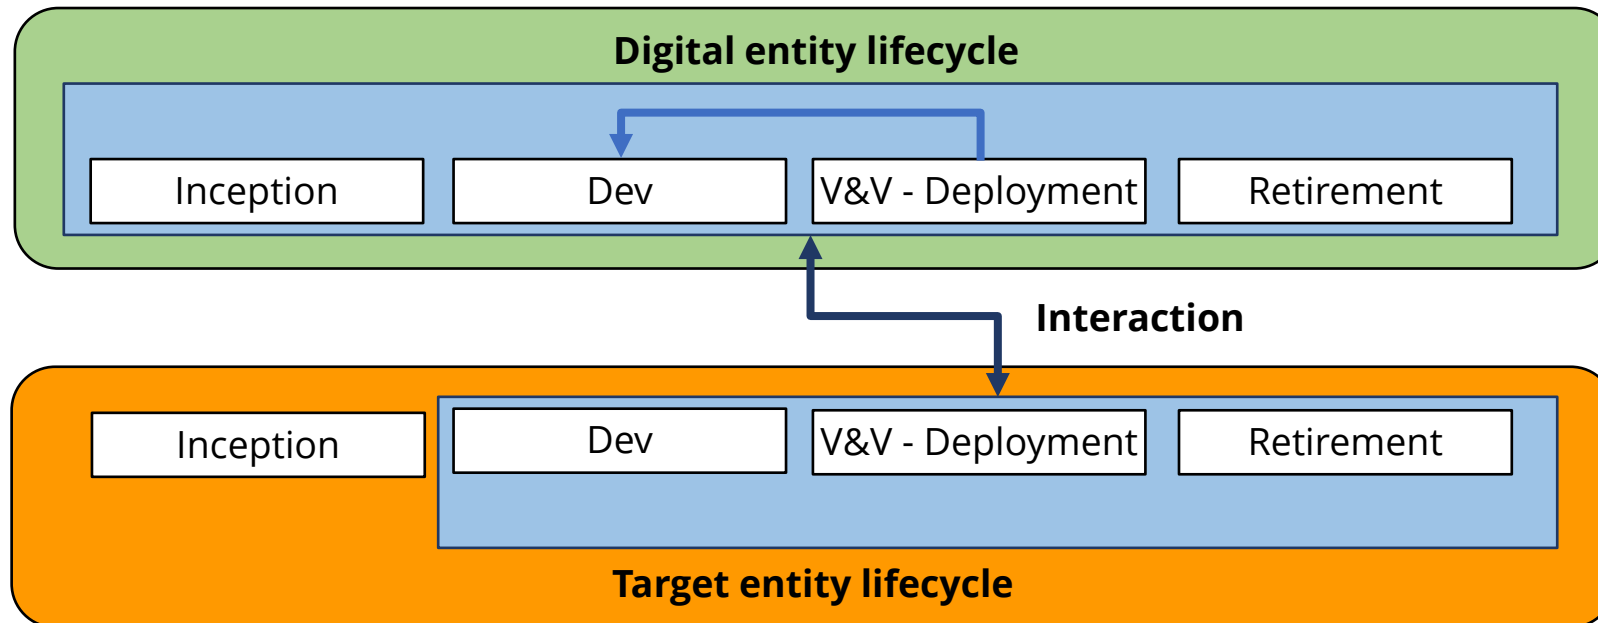 Digital entity lifecycle
Inception
Dev
V&V - Deployment
Retirement
Interaction
Inception
Dev
V&V - Deployment
Retirement
Target entity lifecycle